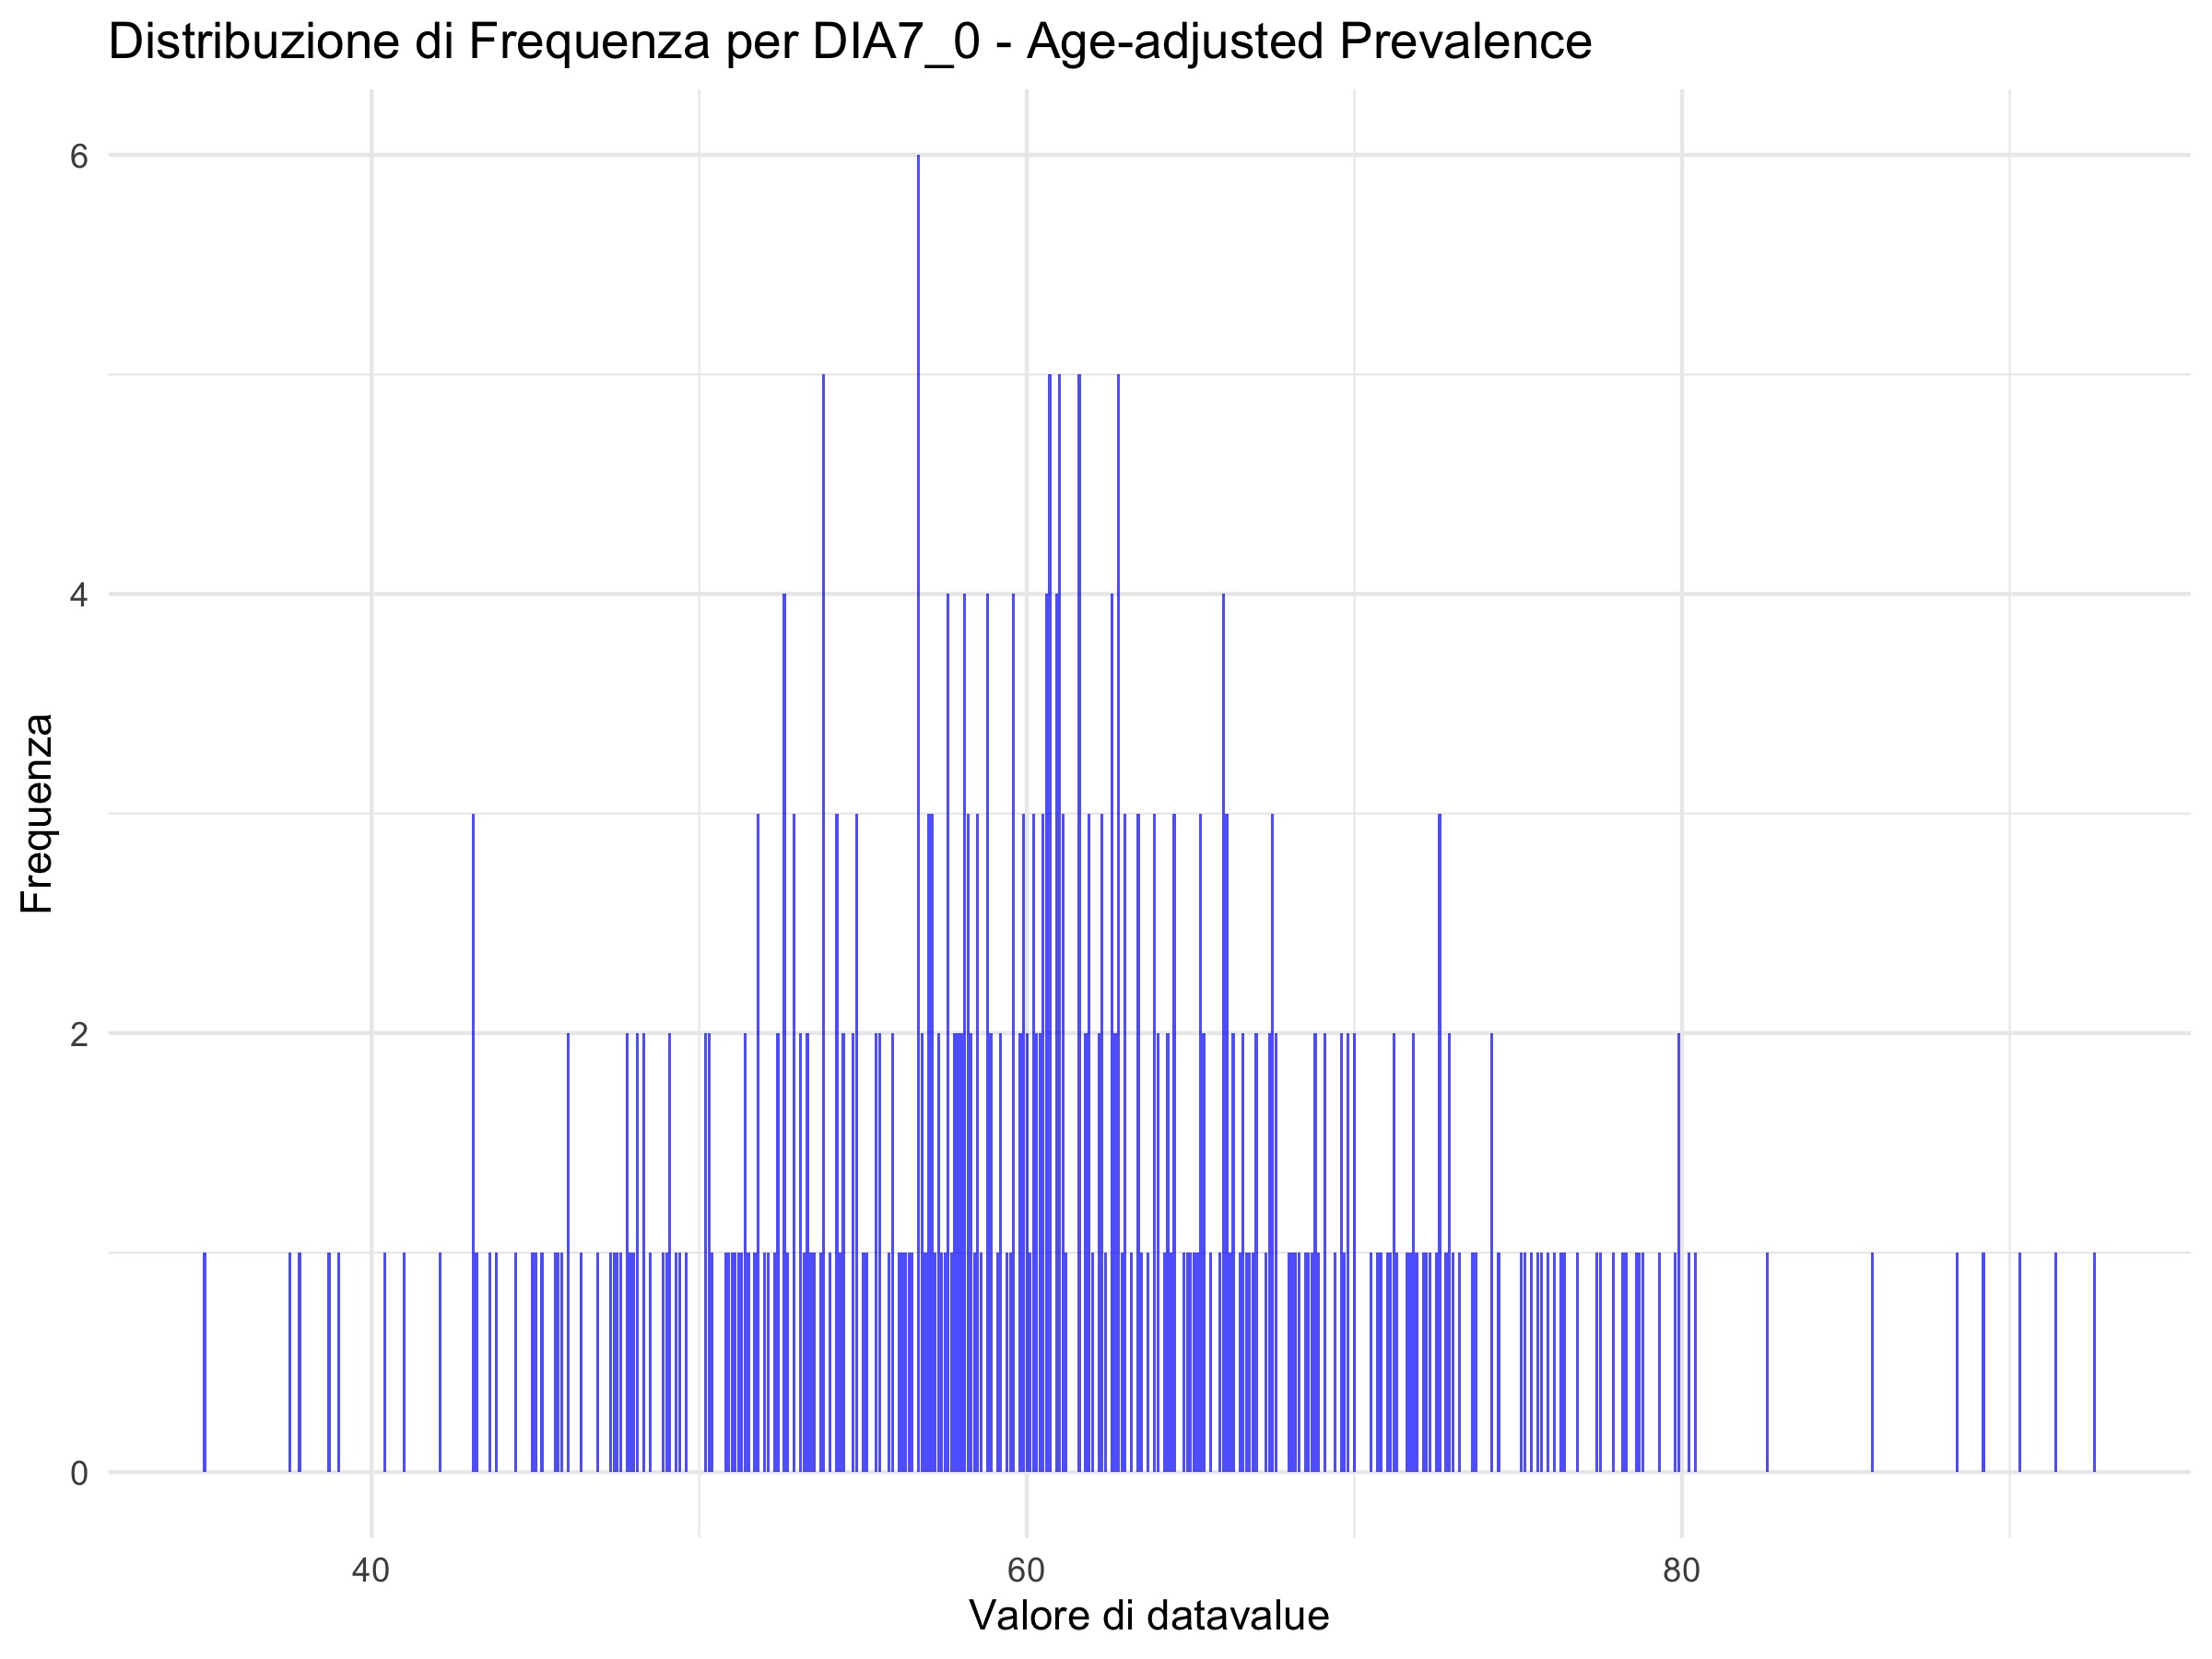 Distribuzione di Frequenza per DIA7_0 - Age-adjusted Prevalence
Frequenza
6
4
2
0
40 60 80
Valore di datavalue